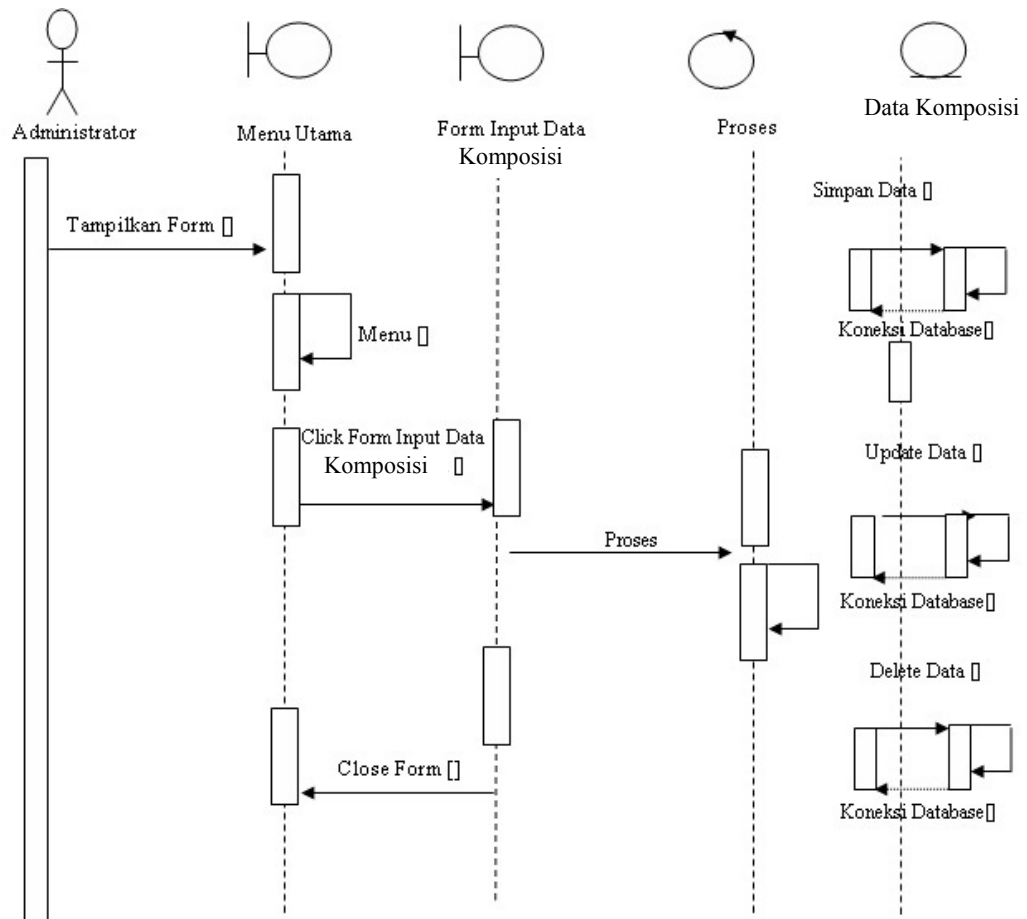 Administrator
Menu Utama
Form Input Data
Komposisi
Proses
Data Komposisi
Simpan Data []
Tampilkan Form []
Koneksi Database[]
Menu []
Click Form Input Data
Komposisi []
Update Data []
Proses
Koneksi Database[]
Delete Data []
Close Form []
Koneksi Database[]